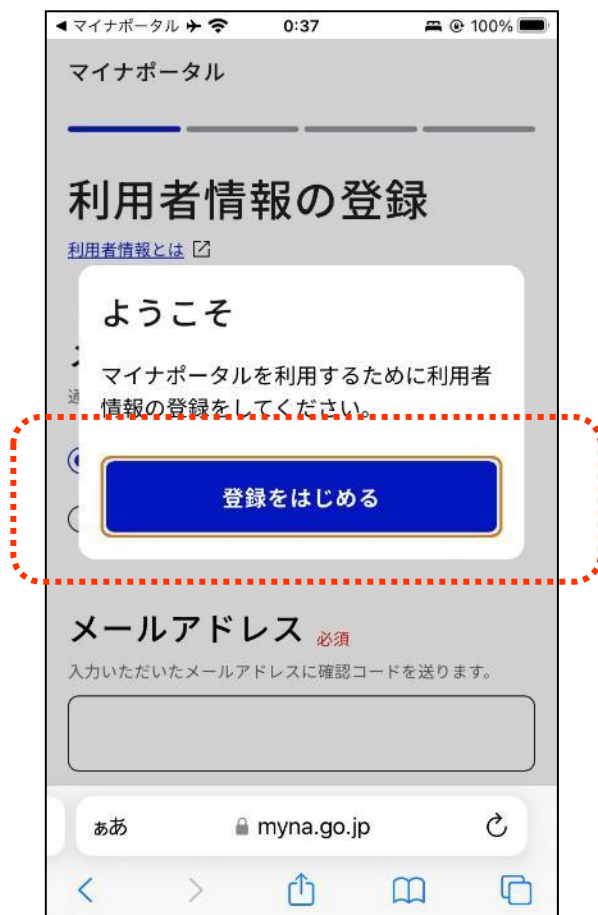 マイナポータル 0:37 100%
マイナポータル
利用者情報の登録
利用者情報とは
ようこそ
マイナポータルを利用するために利用者
情報の登録をしてください。
登録をはじめる
メールアドレス 必須
入力いただいたメールアドレスに確認コードを送ります。
ぁあ myna.go.jp